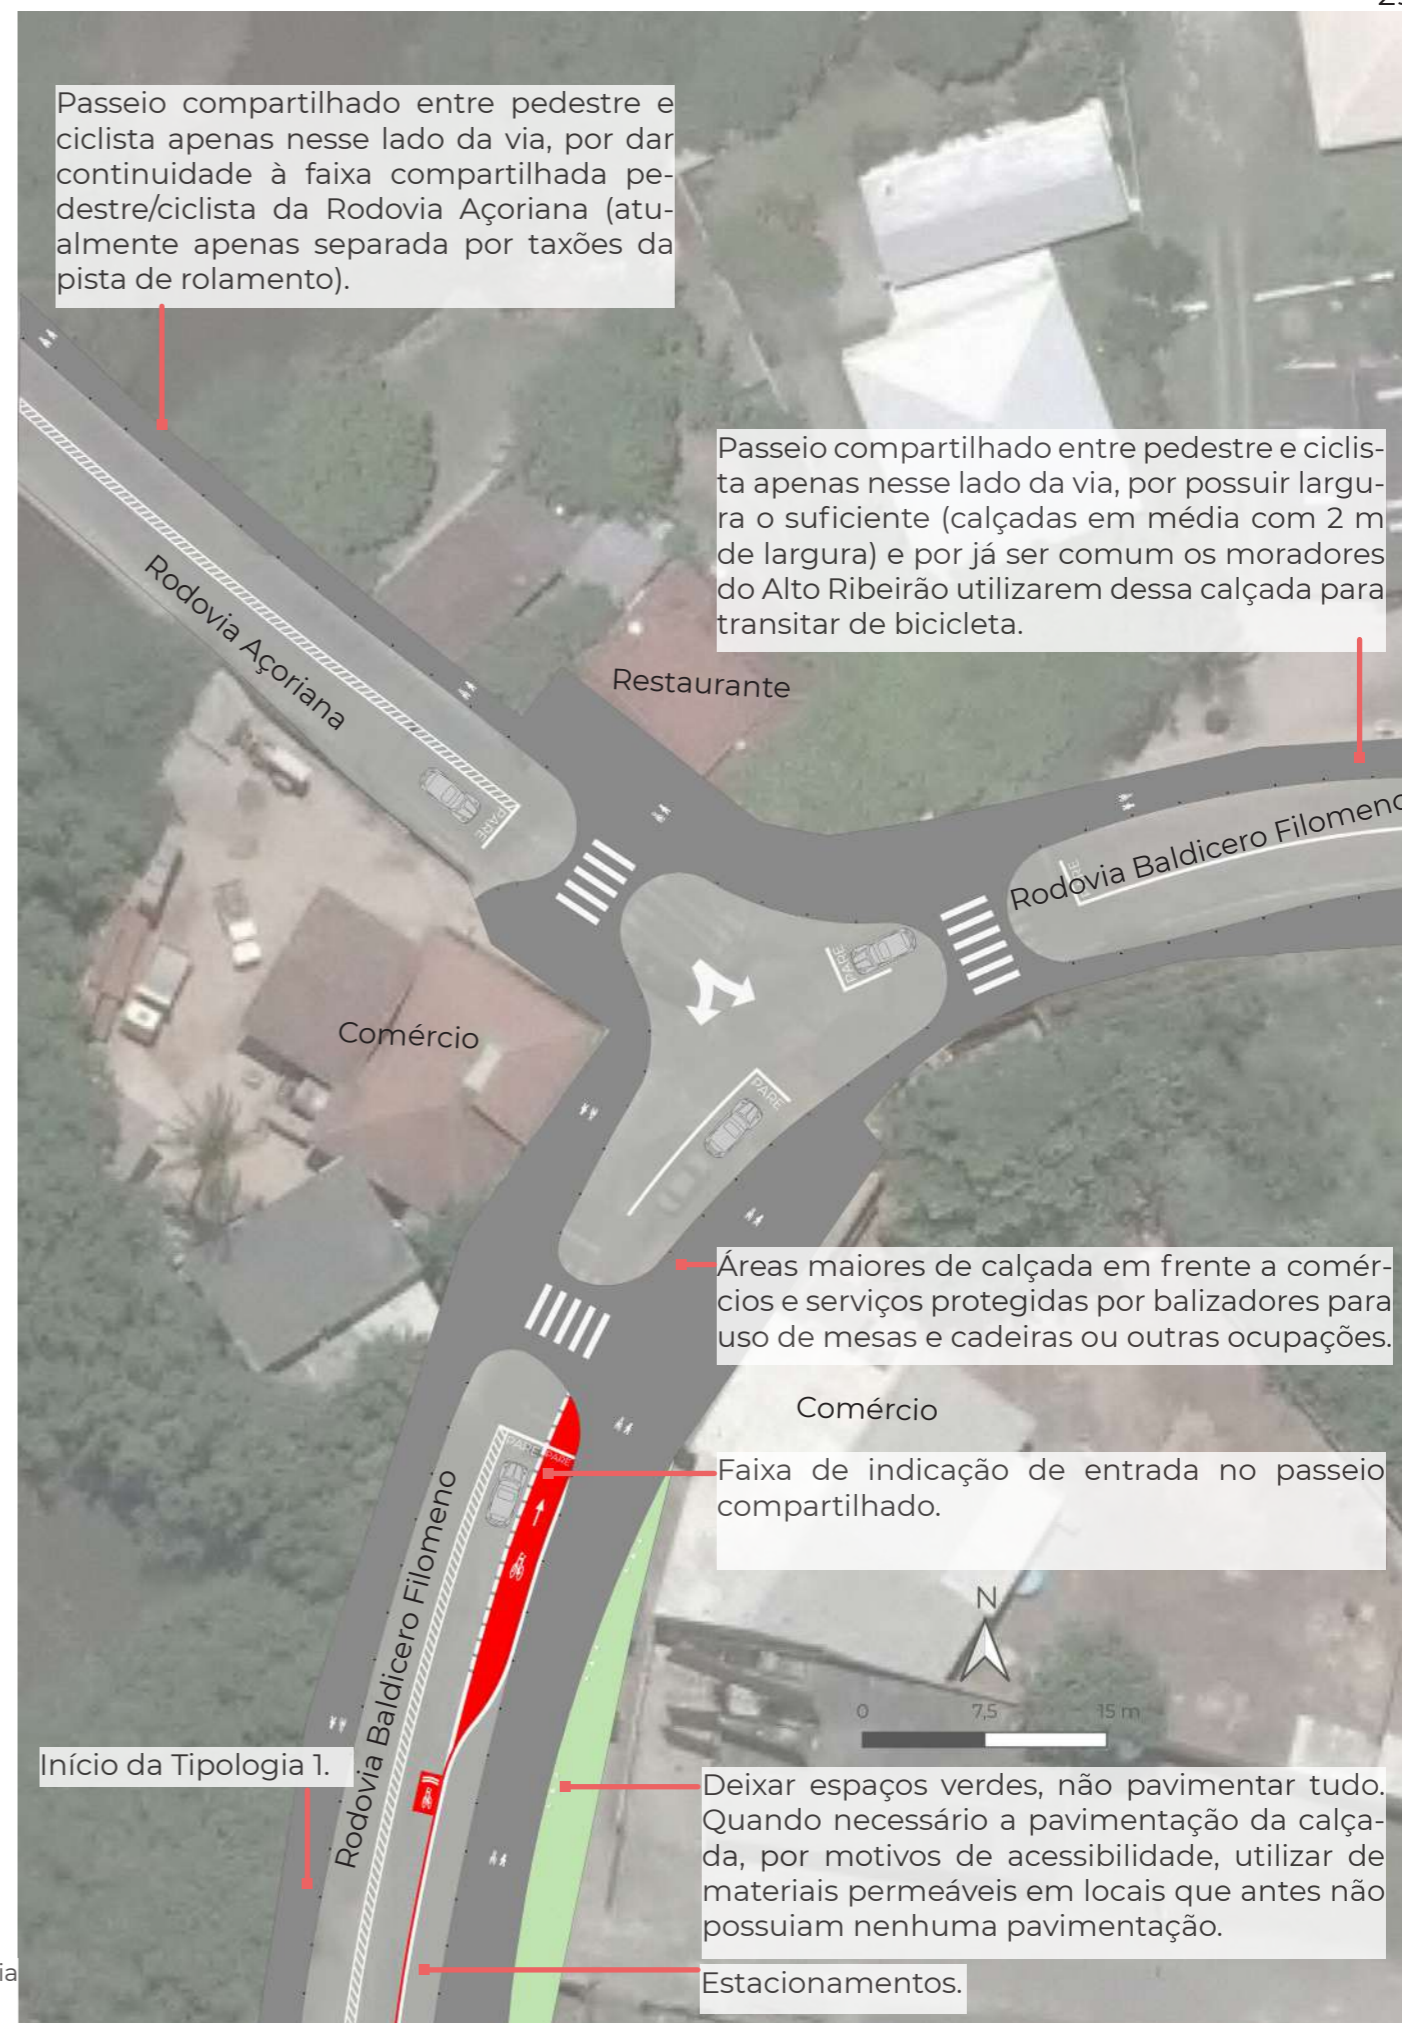 Passeio compartilhado entre pedestre e
ciclista apenas nesse lado da via, por dar
continuidade à faixa compartilhada pe-
destre/ciclista da Rodovia Açoriana (atu-
almente apenas separada por taxões da
pista de rolamento).
Passeio compartilhado entre pedestre e ciclis-
ta apenas nesse lado da via, por possuir largu-
ra o suficiente (calçadas em média com 2 m
de largura) e por já ser comum os moradores
do Alto Ribeirão utilizarem dessa calçada para
transitar de bicicleta.
Rodovia Açoriana
Restaurante
PARE
Rodovia Baldicero Filomeno
PARE
Comércio
PARE
Áreas maiores de calçada em frente a comér-
cios e serviços protegidas por balizadores para
uso de mesas e cadeiras ou outras ocupações.
Comércio
PARE
PARE
Faixa de indicação de entrada no passeio
compartilhado.
Rodovia Baldicero Filomeno
N
0 7,5 15 m
Início da Tipologia 1.
Deixar espaços verdes, não pavimentar tudo.
Quando necessário a pavimentação da calça-
da, por motivos de acessibilidade, utilizar de
materiais permeáveis em locais que antes não
possuiam nenhuma pavimentação.
ia
Estacionamentos.